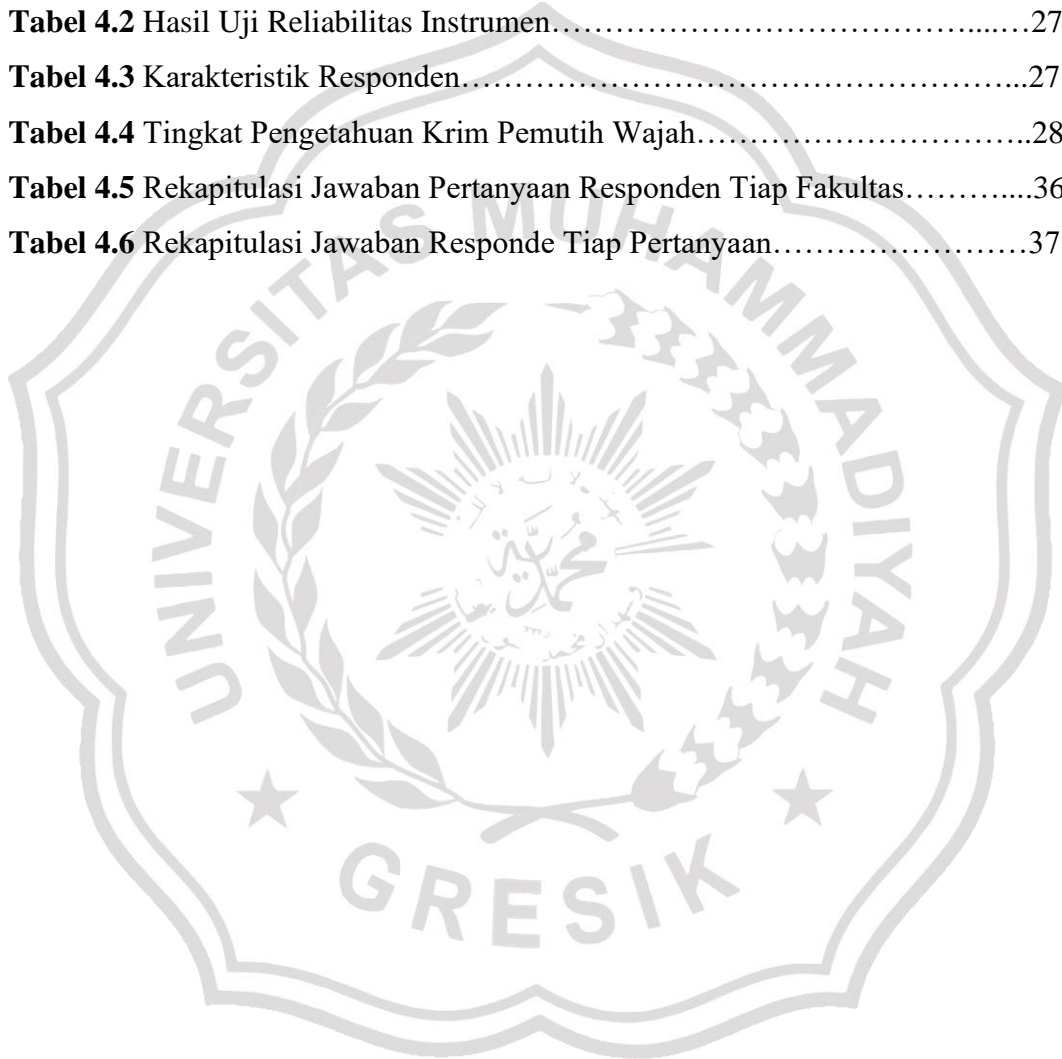 Tabel 4.2 Hasil Uji Reliabilitas Instrumen…………………………………....…27
Tabel 4.3 Karakteristik Responden……………………………………………...27
Tabel 4.4 Tingkat Pengetahuan Krim Pemutih Wajah………………………..28
Tabel 4.5 Rekapitulasi Jawaban Pertanyaan Responden Tiap Fakultas………....36
Tabel 4.6 Rekapitulasi Jawaban Responde Tiap Pertanyaan……………………37
UNIVERSITAS MUHAMMADIYAH
محمد
GRESIK